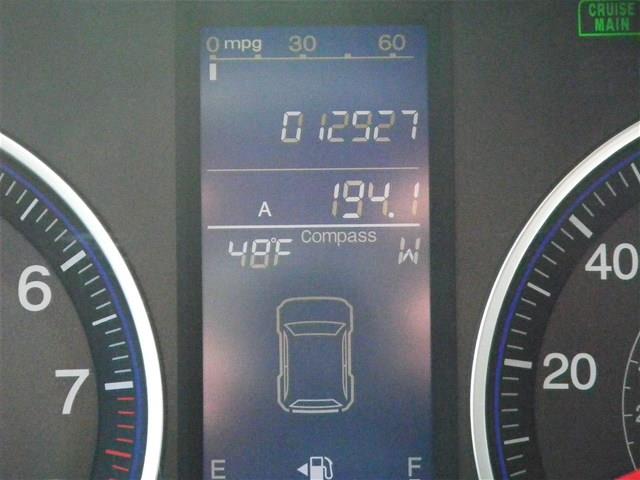 CRUISE
MAIN
0 mpg 30 60
012927
A 194.1
Compass
48°F W
6
7
40
20
E F